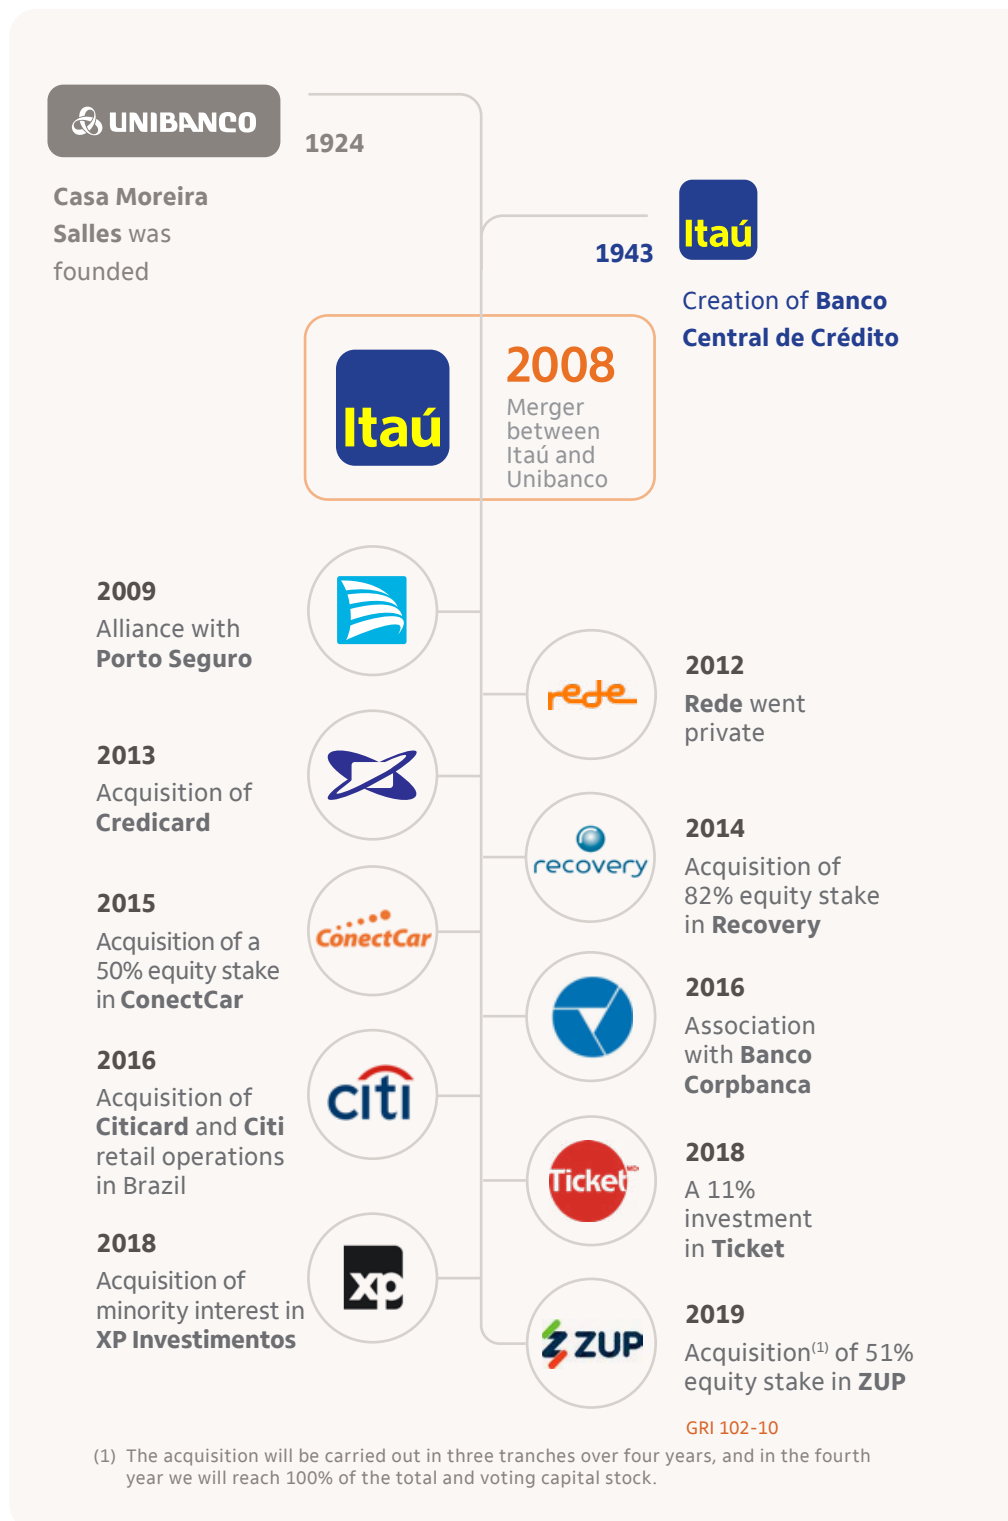 UNIBANCO
1924
Casa Moreira
Salles was
founded
Itaú
1943
Creation of Banco
Central de Crédito
Itaú
2008
Merger
between
Itaú and
Unibanco
2009
Alliance with
Porto Seguro
rede
2012
Rede went
private
2013
Acquisition of
Credicard
recovery
2014
Acquisition of
82% equity stake
in Recovery
2015
Acquisition of a
50% equity stake
in ConectCar
ConectCar
2016
Association
with Banco
Corpbanca
2016
Acquisition of
Citicard and Citi
retail operations
in Brazil
citi
Ticket
2018
A 11%
investment
in Ticket
2018
Acquisition of
minority interest in
XP Investimentos
xp
ZUP
2019
Acquisition(1) of 51%
equity stake in ZUP
GRI 102-10
(1) The acquisition will be carried out in three tranches over four years, and in the fourth
year we will reach 100% of the total and voting capital stock.